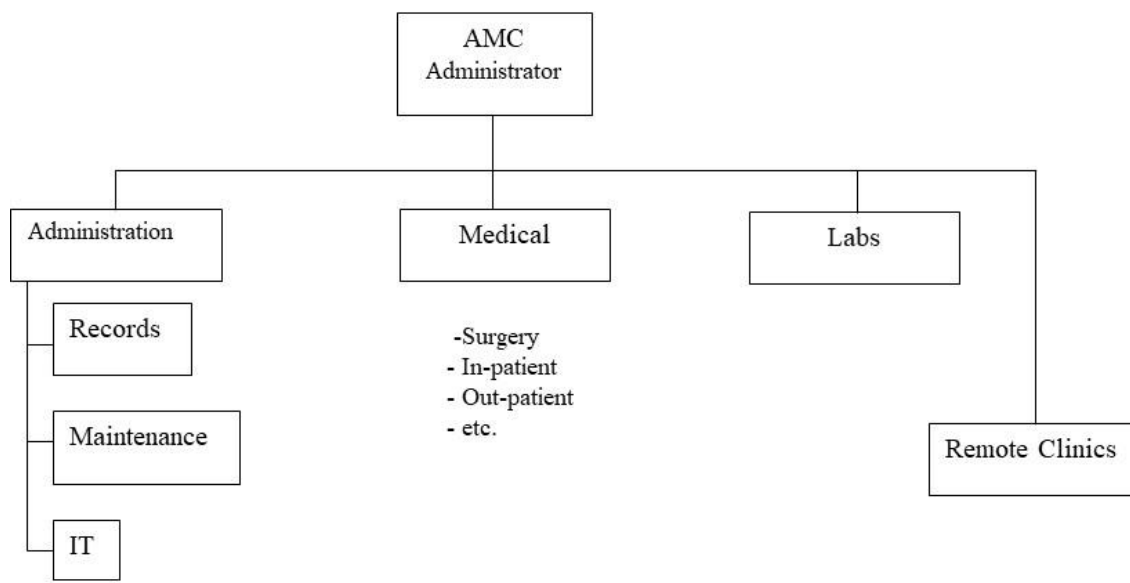 AMC
Administrator
Administration
Medical
Labs
Records
-Surgery
- In-patient
- Out-patient
- etc.
Maintenance
Remote Clinics
IT